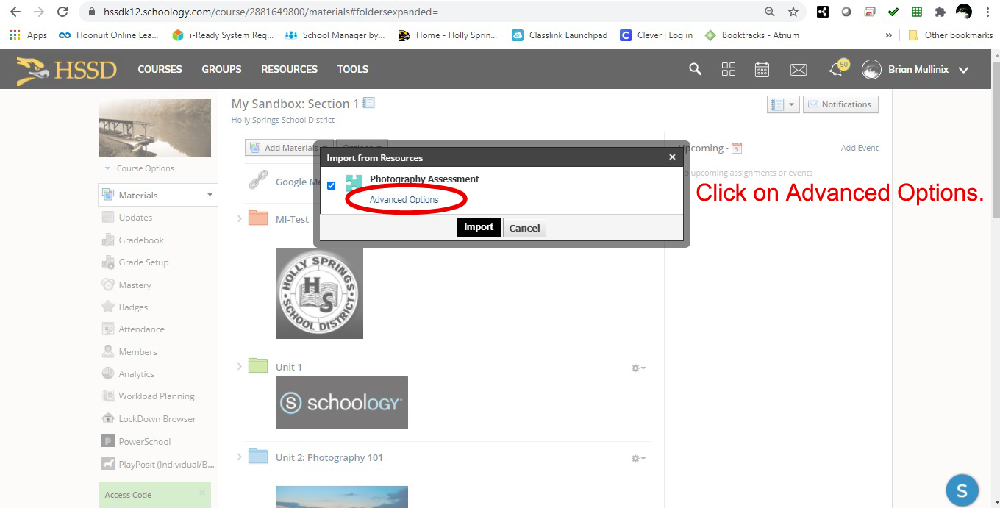 hssdk12.schoology.com/course/2881649800/materials#foldersexpanded=
Apps Hoonuit Online Lea... i-Ready System Req... School Manager by... Home - Holly Sprin... Classlink Launchpad Clever | Log in Booktracks - Atrium » Other bookmarks
HSSD COURSES GROUPS RESOURCES TOOLS 50 Brian Mullinix
My Sandbox: Section 1
Notifications
Holly Springs School District
Course Options
Add Materials Options
Upcoming · 3 Add Event
upcoming assignments or events
Import from Resources ×
Photography Assessment
Advanced Options
Import Cancel
Click on Advanced Options.
Google Me
MI-Test
HOLLY SPRINGS
H S
SCHOOL DISTRICT
Unit 1
S schoology
Unit 2: Photography 101
Materials
Updates
Gradebook
Grade Setup
Mastery
Badges
Attendance
Members
Analytics
Workload Planning
LockDown Browser
P PowerSchool
PlayPosit (Individual/B...
Access Code ×
S